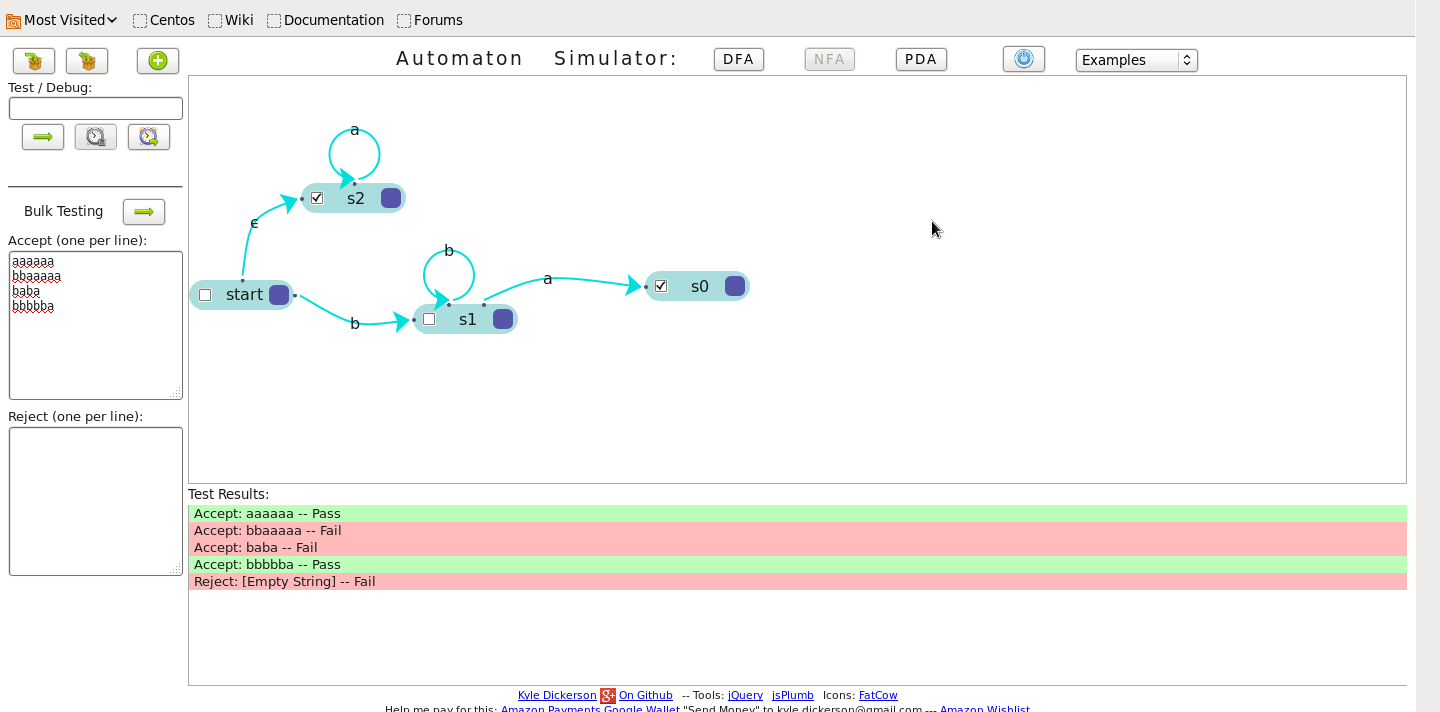 Most Visited Centos Wiki Documentation Forums
Automaton Simulator: DFA NFA PDA Examples
Test / Debug:
Bulk Testing
Accept (one per line):
aaaaaa
bbaaaaa
baba
bbbbba
Reject (one per line):
a
s2
ϵ
b
start
a
s0
s1
b
Test Results:
Accept: aaaaaa -- Pass
Accept: bbaaaaa -- Fail
Accept: baba -- Fail
Accept: bbbbba -- Pass
Reject: [Empty String] -- Fail
Kyle Dickerson g+ On Github -- Tools: jQuery jsPlumb Icons: FatCow
Help me pay for this: Amazon Payments Google Wallet "Send Money" to kyle.dickerson@gmail.com --- Amazon Wishlist